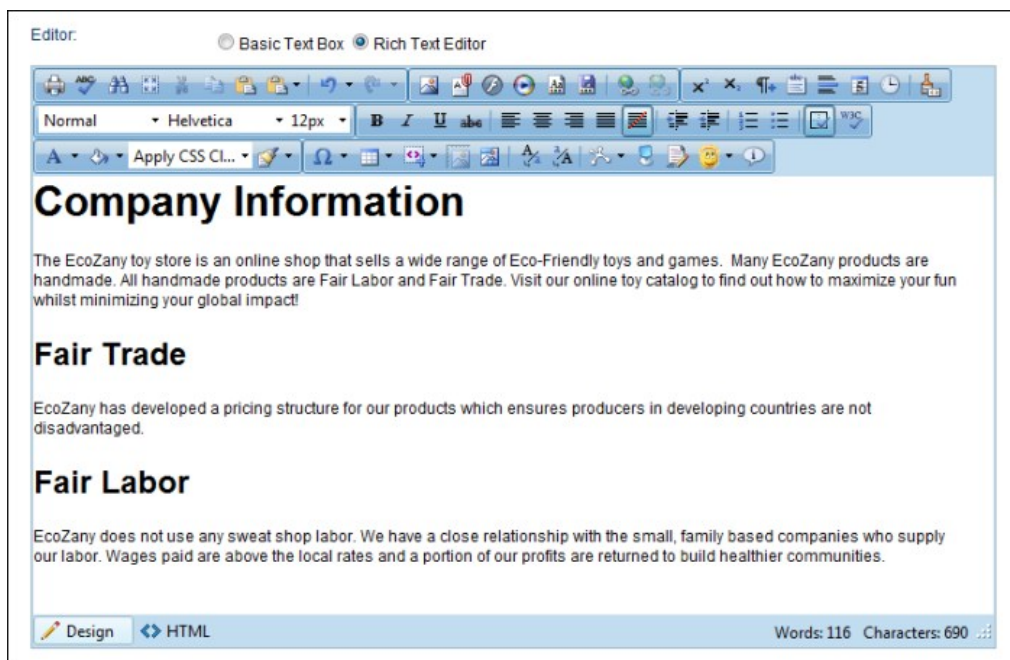 Editor:
Basic Text Box Rich Text Editor
ABC
Normal Helvetica 12px B I U abc W3C
A Apply CSS Cl... Ω
Company Information
The EcoZany toy store is an online shop that sells a wide range of Eco-Friendly toys and games. Many EcoZany products are
handmade. All handmade products are Fair Labor and Fair Trade. Visit our online toy catalog to find out how to maximize your fun
whilst minimizing your global impact!
Fair Trade
EcoZany has developed a pricing structure for our products which ensures producers in developing countries are not
disadvantaged.
Fair Labor
EcoZany does not use any sweat shop labor. We have a close relationship with the small, family based companies who supply
our labor. Wages paid are above the local rates and a portion of our profits are returned to build healthier communities.
Design HTML Words: 116 Characters: 690